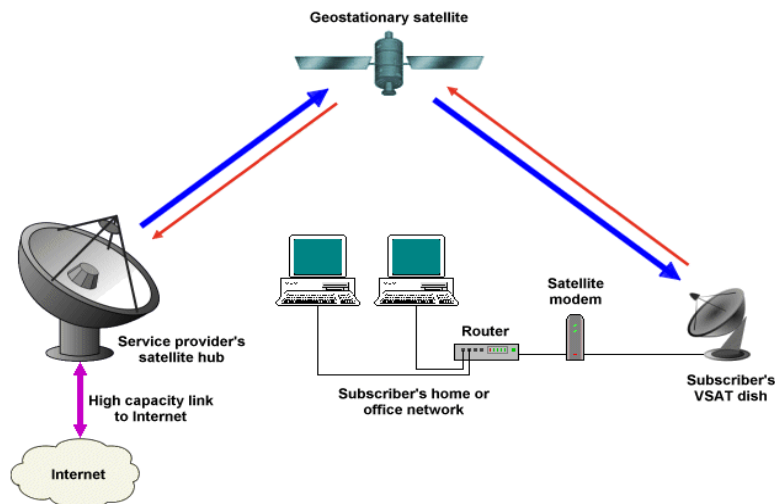 Geostationary satellite
Service provider's
satellite hub
High capacity link
to Internet
Internet
Satellite
modem
Router
Subscriber's home or
office network
Subscriber's
VSAT dish